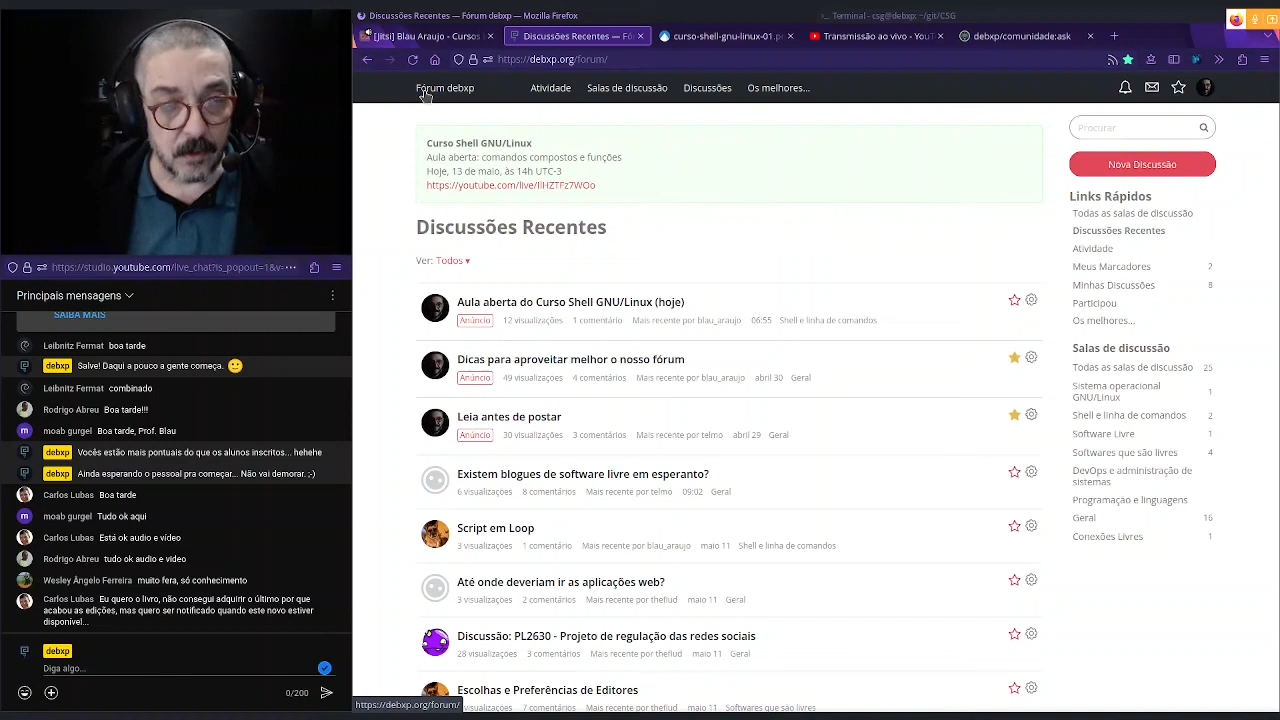 Discussões Recentes — Fórum debxp — Mozilla Firefox
Terminal - csg@debxp: ~/git/CSG
[Jitsi] Blau Araujo - Cursos
Discussões Recentes — Fó
curso-shell-gnu-linux-01.p
Transmissão ao vivo - YouT
debxp/comunidade:ask
https://debxp.org/forum/
Fórum debxp
Atividade
Salas de discussão
Discussões
Os melhores...
Curso Shell GNU/Linux
Aula aberta: comandos compostos e funções
Hoje, 13 de maio, às 14h UTC-3
Discussões Recentes
Ver: Todos ▾
Aula aberta do Curso Shell GNU/Linux (hoje)
Anúncio 12 visualizações 1 comentário Mais recente por blau_araujo 06:55 Shell e linha de comandos
Dicas para aproveitar melhor o nosso fórum
Anúncio 49 visualizações 4 comentários Mais recente por blau_araujo abril 30 Geral
Leia antes de postar
Anúncio 30 visualizações 3 comentários Mais recente por telmo abril 29 Geral
Existem blogues de software livre em esperanto?
6 visualizações 8 comentários Mais recente por telmo 09:02 Geral
Script em Loop
3 visualizações 1 comentário Mais recente por blau_araujo maio 11 Shell e linha de comandos
Até onde deveriam ir as aplicações web?
3 visualizações 2 comentários Mais recente por theflud maio 11 Geral
Discussão: PL2630 - Projeto de regulação das redes sociais
28 visualizações 3 comentários Mais recente por theflud maio 11 Geral
Escolhas e Preferências de Editores
visualizações 7 comentários Mais recente por theflud maio 11 Softwares que são livres
https://debxp.org/forum/
Procurar
Nova Discussão
Links Rápidos
Todas as salas de discussão
Discussões Recentes
Atividade
Meus Marcadores 2
Minhas Discussões 8
Participou
Os melhores...
Salas de discussão
Todas as salas de discussão 25
Sistema operacional
GNU/Linux 1
Shell e linha de comandos 2
Software Livre 1
Softwares que são livres 4
DevOps e administração de
sistemas
Programação e linguagens
Geral 16
Conexões Livres 1
https://studio.youtube.com/live_chat?is_popout=1&v=
Principais mensagens
SAIBA MAIS
Leibnitz Fermat boa tarde
debxp Salve! Daqui a pouco a gente começa.
Leibnitz Fermat combinado
Rodrigo Abreu Boa tarde!!!
m moab gurgel Boa tarde, Prof. Blau
debxp Vocês estão mais pontuais do que os alunos inscritos... hehehe
debxp Ainda esperando o pessoal pra começar... Não vai demorar. ;-)
Carlos Lubas Boa tarde
m moab gurgel Tudo ok aqui
Carlos Lubas Está ok audio e vídeo
Rodrigo Abreu tudo ok audio e video
Wesley Ângelo Ferreira muito fera, só conhecimento
Carlos Lubas Eu quero o livro, não consegui adquirir o último por que
acabou as edições, mas quero ser notificado quando este novo estiver
disponível...
debxp
Diga algo...
0/200